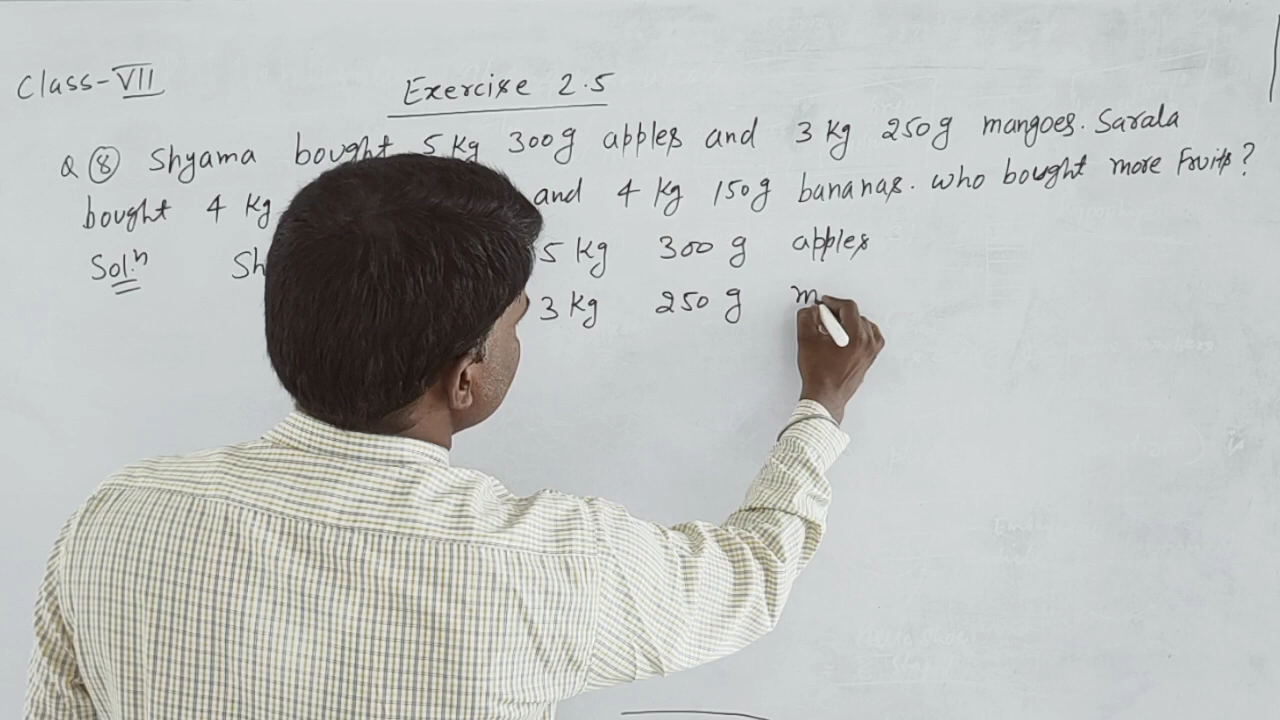 Class-VII
Exercise 2.5
Q (8) Shyama bought 5 Kg 300g apples and 3 Kg 250g mangoes. Sarala
bought 4 Kg and 4 Kg 150g bananas. who bought more Fruits?
Sol.n 5 Kg 300 g apples
3 Kg 250 g m